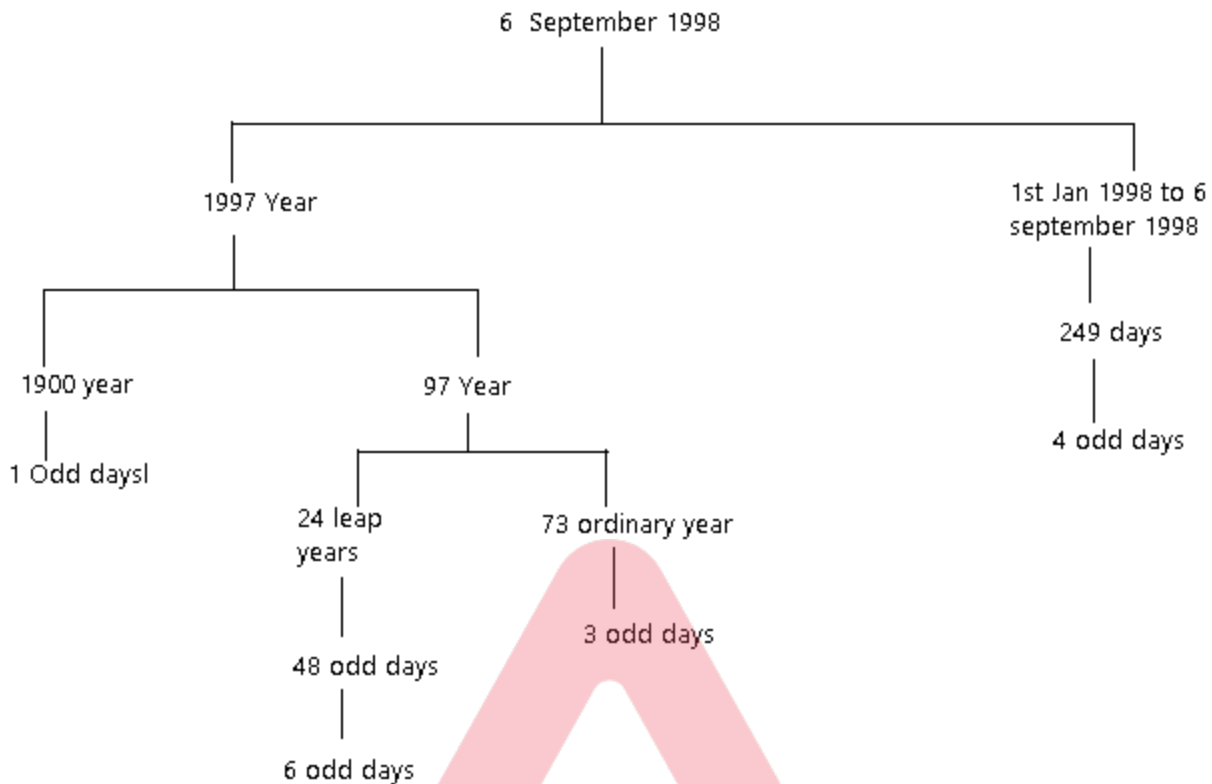 6 September 1998
1997 Year
1st Jan 1998 to 6
september 1998
249 days
4 odd days
1900 year
1 Odd daysl
97 Year
24 leap
years
48 odd days
6 odd days
73 ordinary year
3 odd days